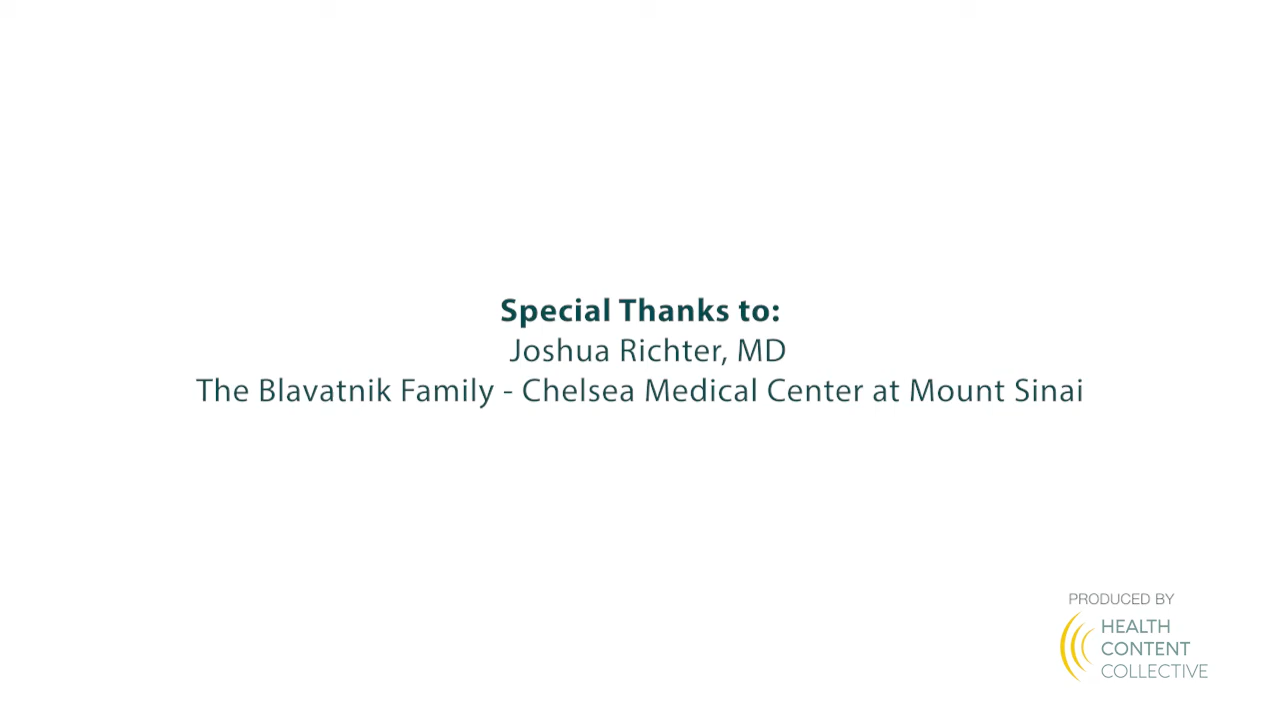 Special Thanks to:
Joshua Richter, MD
The Blavatnik Family - Chelsea Medical Center at Mount Sinai
PRODUCED BY
HEALTH
CONTENT
COLLECTIVE